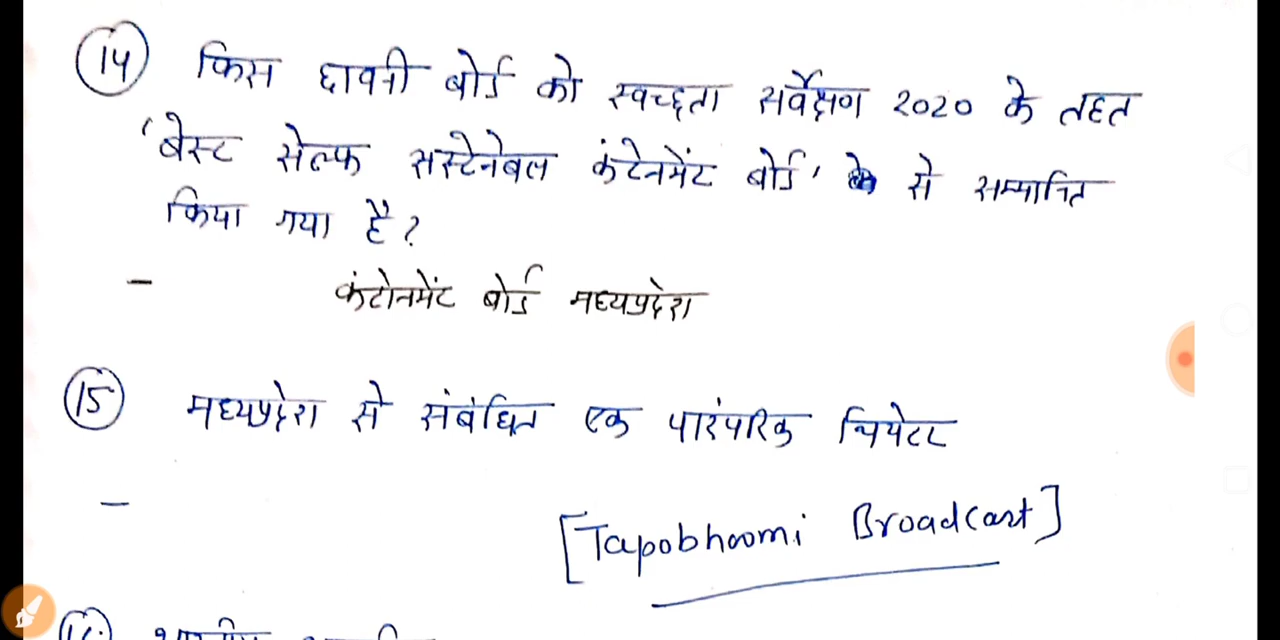 14 किस छावनी बोर्ड को स्वच्छता सर्वेक्षण 2020 के तहत
'बेस्ट सेल्फ सस्टेनेबल कंटेनमेंट बोर्ड' से सम्मानित
किया गया है?
- कंटोनमेंट बोर्ड मध्यप्रदेश
15 मध्यप्रदेश से संबंधित एक पारंपरिक थियेटर
-
[Tapobhoomi Broadcast]